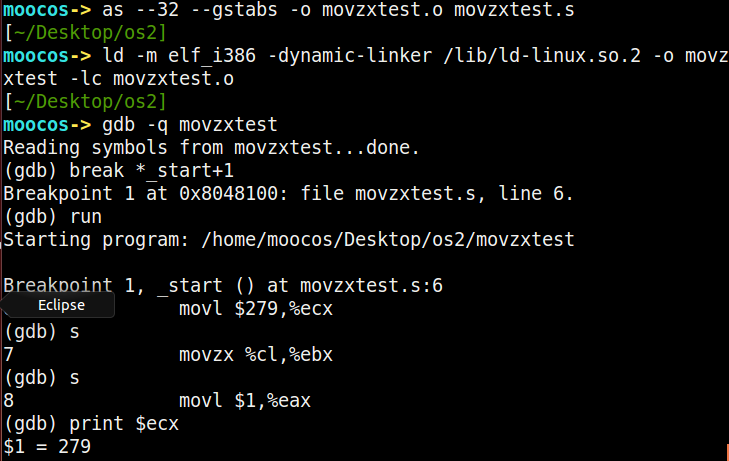 moocos-> as --32 --gstabs -o movzxtest.o movzxtest.s
[~/Desktop/os2]
moocos-> ld -m elf_i386 -dynamic-linker /lib/ld-linux.so.2 -o movz
xtest -lc movzxtest.o
[~/Desktop/os2]
moocos-> gdb -q movzxtest
Reading symbols from movzxtest...done.
(gdb) break *_start+1
Breakpoint 1 at 0x8048100: file movzxtest.s, line 6.
(gdb) run
Starting program: /home/moocos/Desktop/os2/movzxtest
Breakpoint 1, _start () at movzxtest.s:6
Eclipse movl $279,%ecx
(gdb) s
7 movzx %cl,%ebx
(gdb) s
8 movl $1,%eax
(gdb) print $ecx
$1 = 279